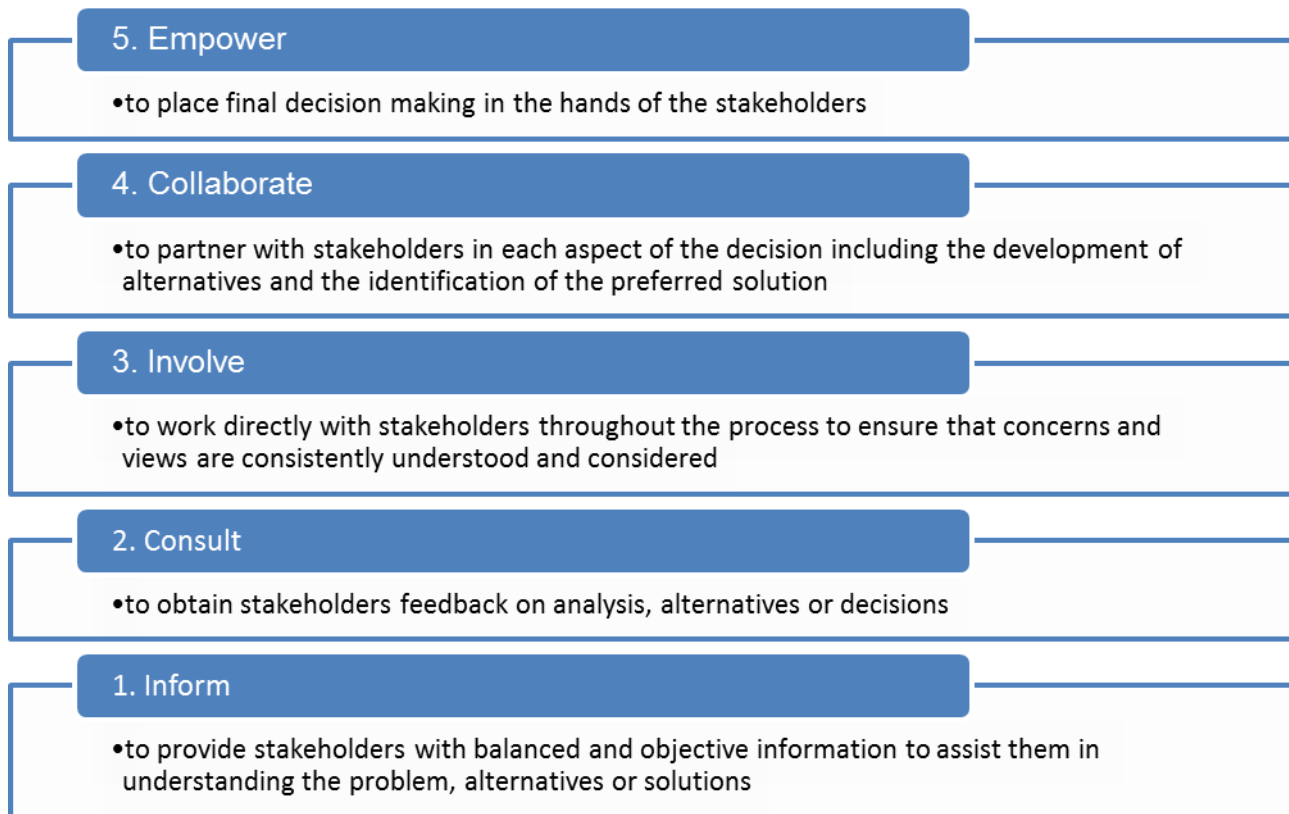 5. Empower
•to place final decision making in the hands of the stakeholders
4. Collaborate
•to partner with stakeholders in each aspect of the decision including the development of
alternatives and the identification of the preferred solution
3. Involve
•to work directly with stakeholders throughout the process to ensure that concerns and
views are consistently understood and considered
2. Consult
•to obtain stakeholders feedback on analysis, alternatives or decisions
1. Inform
•to provide stakeholders with balanced and objective information to assist them in
understanding the problem, alternatives or solutions